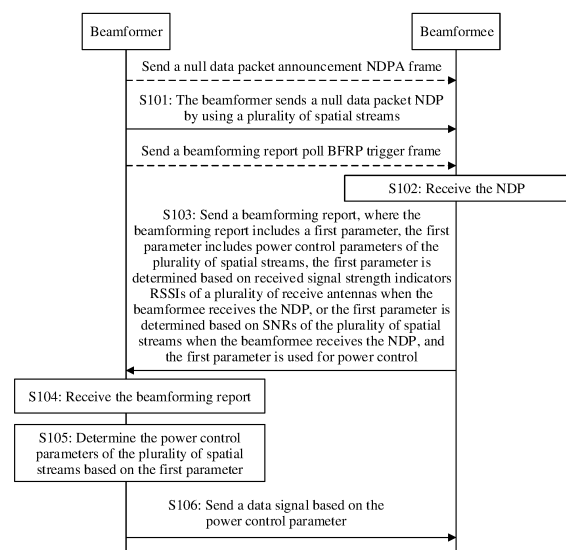 Beamformer
Beamformee
Send a null data packet announcement NDPA frame
S101: The beamformer sends a null data packet NDP
by using a plurality of spatial streams
Send a beamforming report poll BFRP trigger frame
S102: Receive the NDP
S103: Send a beamforming report, where the
beamforming report includes a first parameter, the first
parameter includes power control parameters of the
plurality of spatial streams, the first parameter is
determined based on received signal strength indicators
RSSIs of a plurality of receive antennas when the
beamformee receives the NDP, or the first parameter is
determined based on SNRs of the plurality of spatial
streams when the beamformee receives the NDP, and
the first parameter is used for power control
S104: Receive the beamforming report
S105: Determine the power control
parameters of the plurality of spatial
streams based on the first parameter
S106: Send a data signal based on the
power control parameter